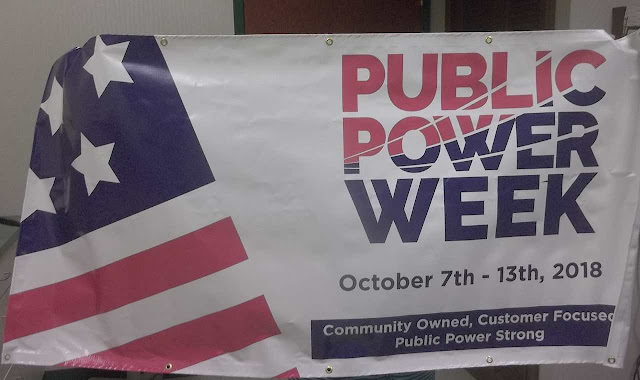 PUBLIC
POWER
WEEK
October 7th - 13th, 2018
Community Owned, Customer Focused
Public Power Strong